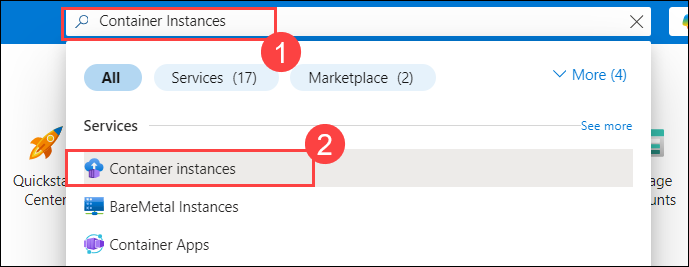 Container Instances
1
All
Services (17)
Marketplace (2)
More (4)
Services
See more
2
Container instances
BareMetal Instances
Container Apps
Quicksta
Center
age
unts